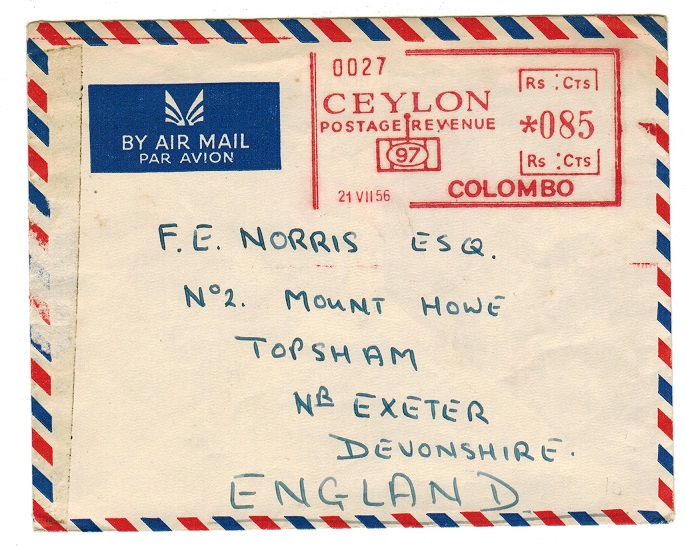 0027
CEYLON
POSTAGE REVENUE
97
21 VII 56
Rs : Cts
*085
Rs : Cts
COLOMBO
BY AIR MAIL
PAR AVION
F. E. NORRIS ESQ.
Nº2. MOUNT HOWE
TOPSHAM
NR EXETER
DEVONSHIRE.
ENGLAND